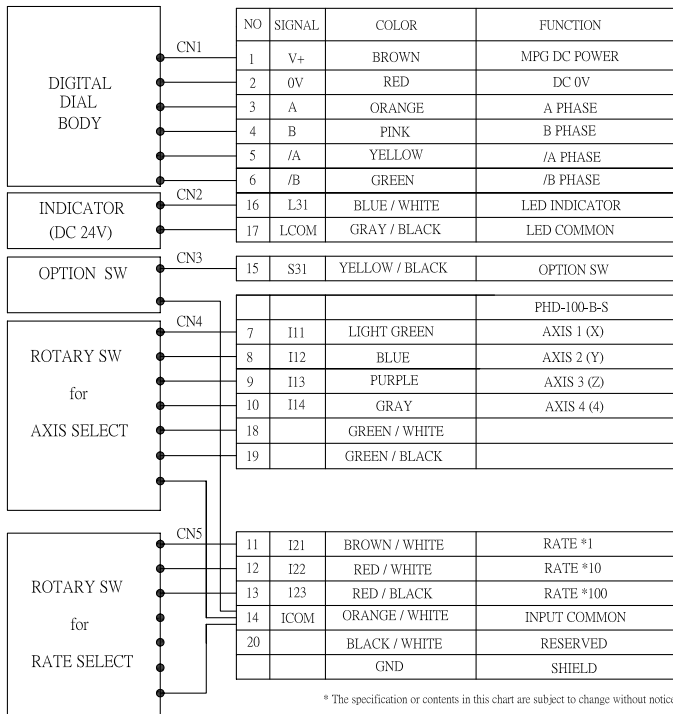 NO SIGNAL COLOR FUNCTION
CN1
1 V+ BROWN MPG DC POWER
2 0V RED DC 0V
3 A ORANGE A PHASE
4 B PINK B PHASE
5 /A YELLOW /A PHASE
6 /B GREEN /B PHASE
DIGITAL
DIAL
BODY
CN2
16 L31 BLUE / WHITE LED INDICATOR
17 LCOM GRAY / BLACK LED COMMON
INDICATOR
(DC 24V)
CN3
15 S31 YELLOW / BLACK OPTION SW
OPTION SW
PHD-100-B-S
CN4
7 I11 LIGHT GREEN AXIS 1 (X)
8 I12 BLUE AXIS 2 (Y)
9 I13 PURPLE AXIS 3 (Z)
10 I14 GRAY AXIS 4 (4)
18 GREEN / WHITE
19 GREEN / BLACK
ROTARY SW
for
AXIS SELECT
CN5
11 I21 BROWN / WHITE RATE *1
12 I22 RED / WHITE RATE *10
13 123 RED / BLACK RATE *100
14 ICOM ORANGE / WHITE INPUT COMMON
20 BLACK / WHITE RESERVED
GND SHIELD
ROTARY SW
for
RATE SELECT
* The specification or contents in this chart are subject to change without notice